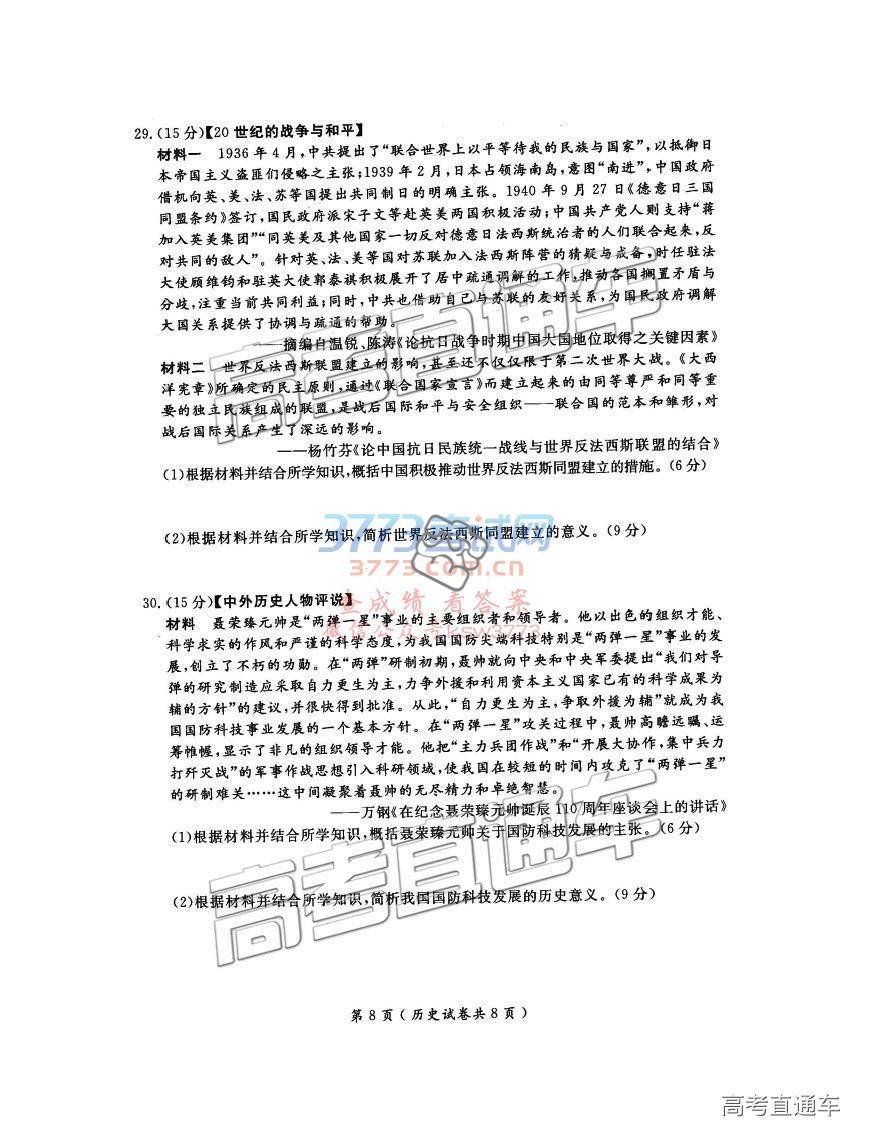 29.(15 分)【20 世纪的战争与和平】
材料一 1936 年 4 月,中共提出了“联合世界上以平等待我的民族与国家”,以抵御日
本帝国主义盗匪们侵略之主张;1939 年 2 月,日本占领海南岛,意图“南进”,中国政府
借机向英、美、法、苏等国提出共同制日的明确主张。1940 年 9 月 27 日《德意日三国
同盟条约》签订,国民政府派宋子文等赴英美两国积极活动;中国共产党人则支持“蒋
加入英美集团”“同英美及其他国家一切反对德意日法西斯统治者的人们联合起来,反
对共同的敌人”。针对英、法、美等国对苏联加入法西斯阵营的猜疑与戒备,时任驻法
大使顾维钧和驻英大使郭泰祺积极展开了居中疏通调解的工作,推动各国搁置矛盾与
分歧,注重当前共同利益;同时,中共也借助自己与苏联的友好关系,为国民政府调解
大国关系提供了协调与疏通的帮助。
——摘编自温锐、陈涛《论抗日战争时期中国大国地位取得之关键因素》
材料二 世界反法西斯联盟建立的影响,甚至还不仅仅限于第二次世界大战。《大西
洋宪章》所确定的民主原则,通过《联合国家宣言》而建立起来的由同等尊严和同等重
要的独立民族组成的联盟,是战后国际和平与安全组织——联合国的范本和雏形,对
战后国际关系产生了深远的影响。
——杨竹芬《论中国抗日民族统一战线与世界反法西斯联盟的结合》
(1)根据材料并结合所学知识,概括中国积极推动世界反法西斯同盟建立的措施。(6 分)
(2)根据材料并结合所学知识,简析世界反法西斯同盟建立的意义。(9 分)
3773考试网
3773.com.cn
30.(15 分)【中外历史人物评说】
查成绩 看答案
微信公众号ksw3773
材料 聂荣臻元帅是“两弹一星”事业的主要组织者和领导者。他以出色的组织才能、
科学求实的作风和严谨的科学态度,为我国国防尖端科技特别是“两弹一星”事业的发
展,创立了不朽的功勋。在“两弹”研制初期,聂帅就向中央和中央军委提出“我们对导
弹的研究制造应采取自力更生为主,力争外援和利用资本主义国家已有的科学成果为
辅的方针”的建议,并很快得到批准。从此,“自力更生为主,争取外援为辅”就成为我
国国防科技事业发展的一个基本方针。在“两弹一星”攻关过程中,聂帅高瞻远瞩、运
筹帷幄,显示了非凡的组织领导才能。他把“主力兵团作战”和“开展大协作,集中兵力
打歼灭战”的军事作战思想引入科研领域,使我国在较短的时间内攻克了“两弹一星”
的研制难关……这中间凝聚着聂帅的无尽精力和卓绝智慧。
——万钢《在纪念聂荣臻元帅诞辰 110 周年座谈会上的讲话》
(1)根据材料并结合所学知识,概括聂荣臻元帅关于国防科技发展的主张。(6 分)
(2)根据材料并结合所学知识,简析我国国防科技发展的历史意义。(9 分)
高考直通车
高考直通车
第 8 页(历史试卷共 8 页)
高考直通车